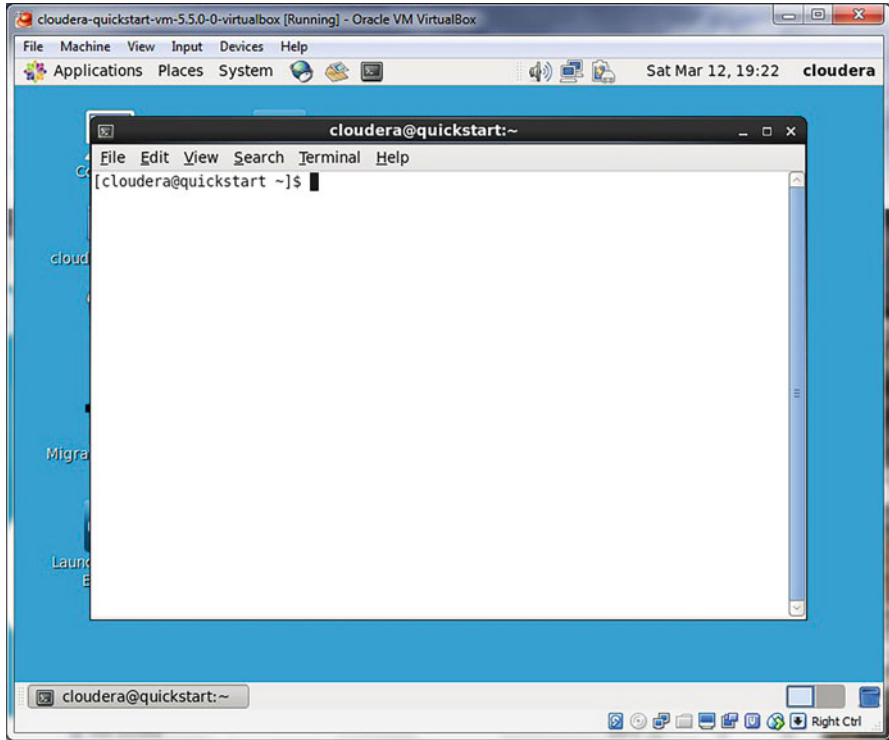 cloudera-quickstart-vm-5.5.0-0-virtualbox [Running] - Oracle VM VirtualBox
File Machine View Input Devices Help
Applications Places System Sat Mar 12, 19:22 cloudera
cloudera@quickstart:~
File Edit View Search Terminal Help
[cloudera@quickstart ~]$
cloud
Migra
Laun
E
cloudera@quickstart:~
Right Ctrl